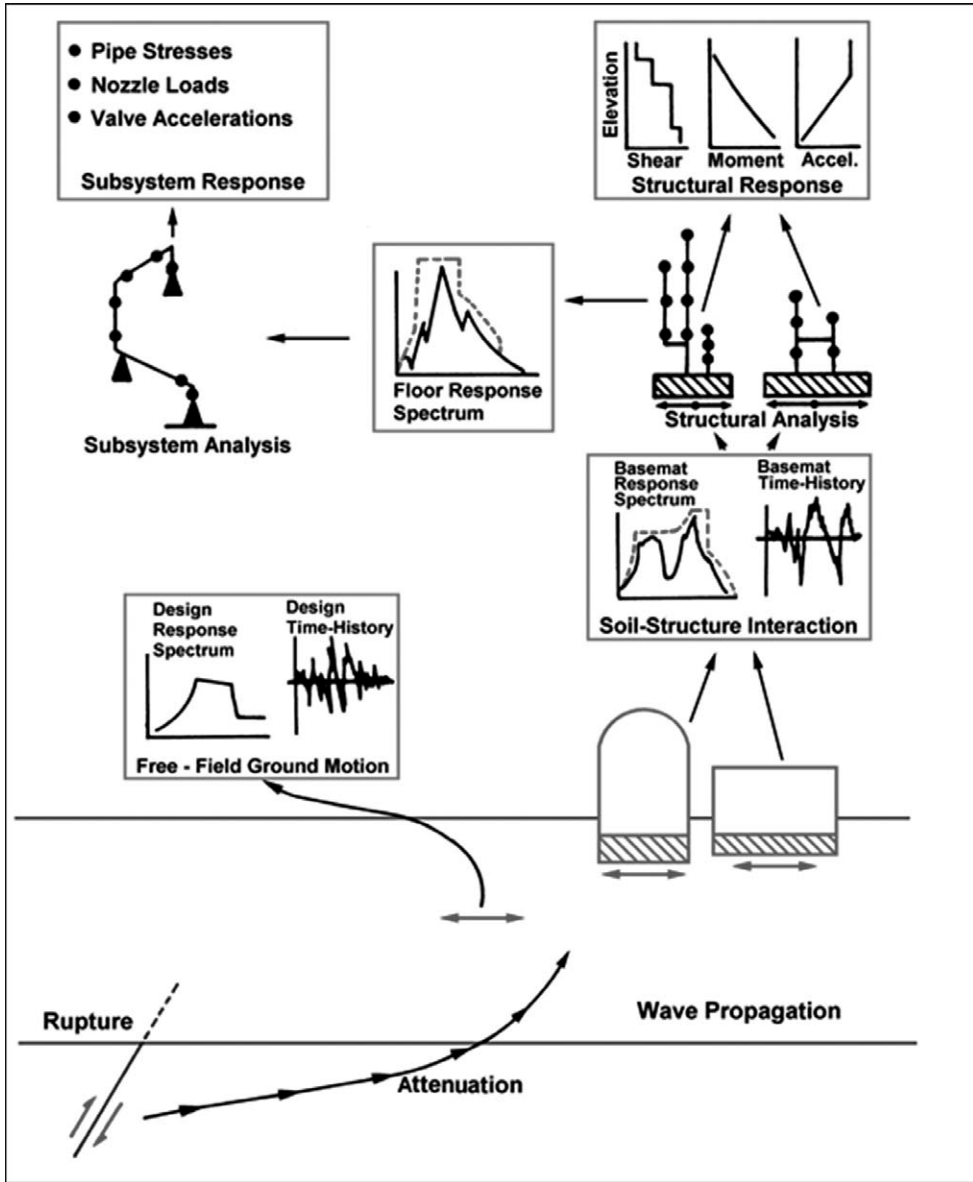 ● Pipe Stresses
● Nozzle Loads
● Valve Accelerations
Subsystem Response
Elevation
Shear
Moment
Accel.
Structural Response
Floor Response
Spectrum
Subsystem Analysis
Structural Analysis
Basemat
Response
Spectrum
Basemat
Time-History
Soil-Structure Interaction
Design
Response
Spectrum
Design
Time-History
Free - Field Ground Motion
Rupture
Wave Propagation
Attenuation